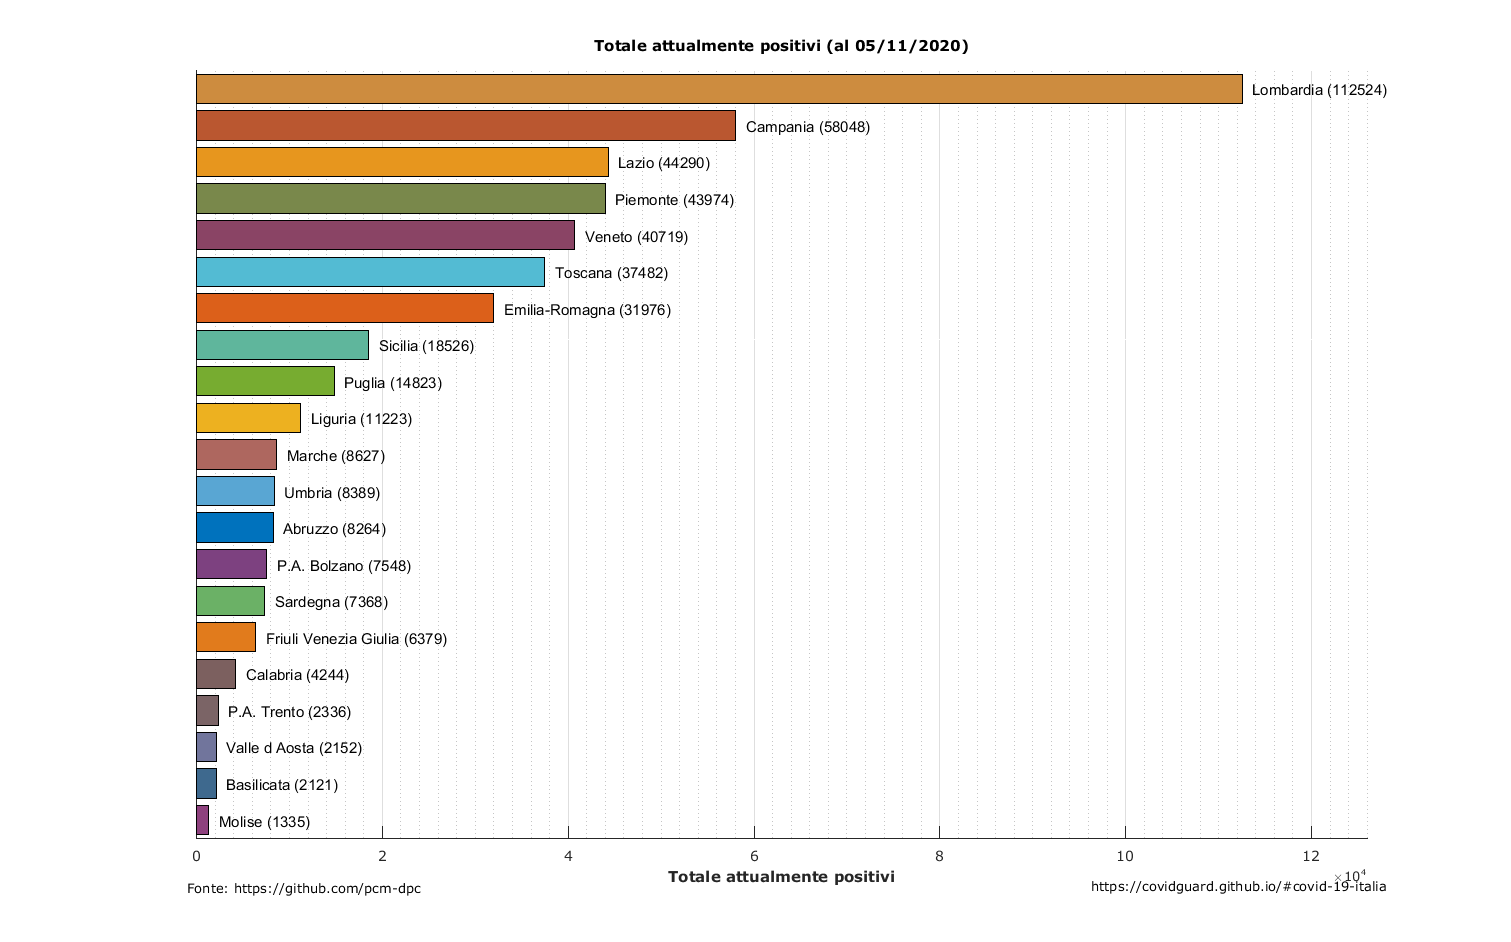 Totale attualmente positivi (al 05/11/2020)
Lombardia (112524)
Campania (58048)
Lazio (44290)
Piemonte (43974)
Veneto (40719)
Toscana (37482)
Emilia-Romagna (31976)
Sicilia (18526)
Puglia (14823)
Liguria (11223)
Marche (8627)
Umbria (8389)
Abruzzo (8264)
P.A. Bolzano (7548)
Sardegna (7368)
Friuli Venezia Giulia (6379)
Calabria (4244)
P.A. Trento (2336)
Valle d Aosta (2152)
Basilicata (2121)
Molise (1335)
0 2 4 6 8 10 12
×10⁴
Totale attualmente positivi
Fonte: https://github.com/pcm-dpc
https://covidguard.github.io/#covid-19-italia